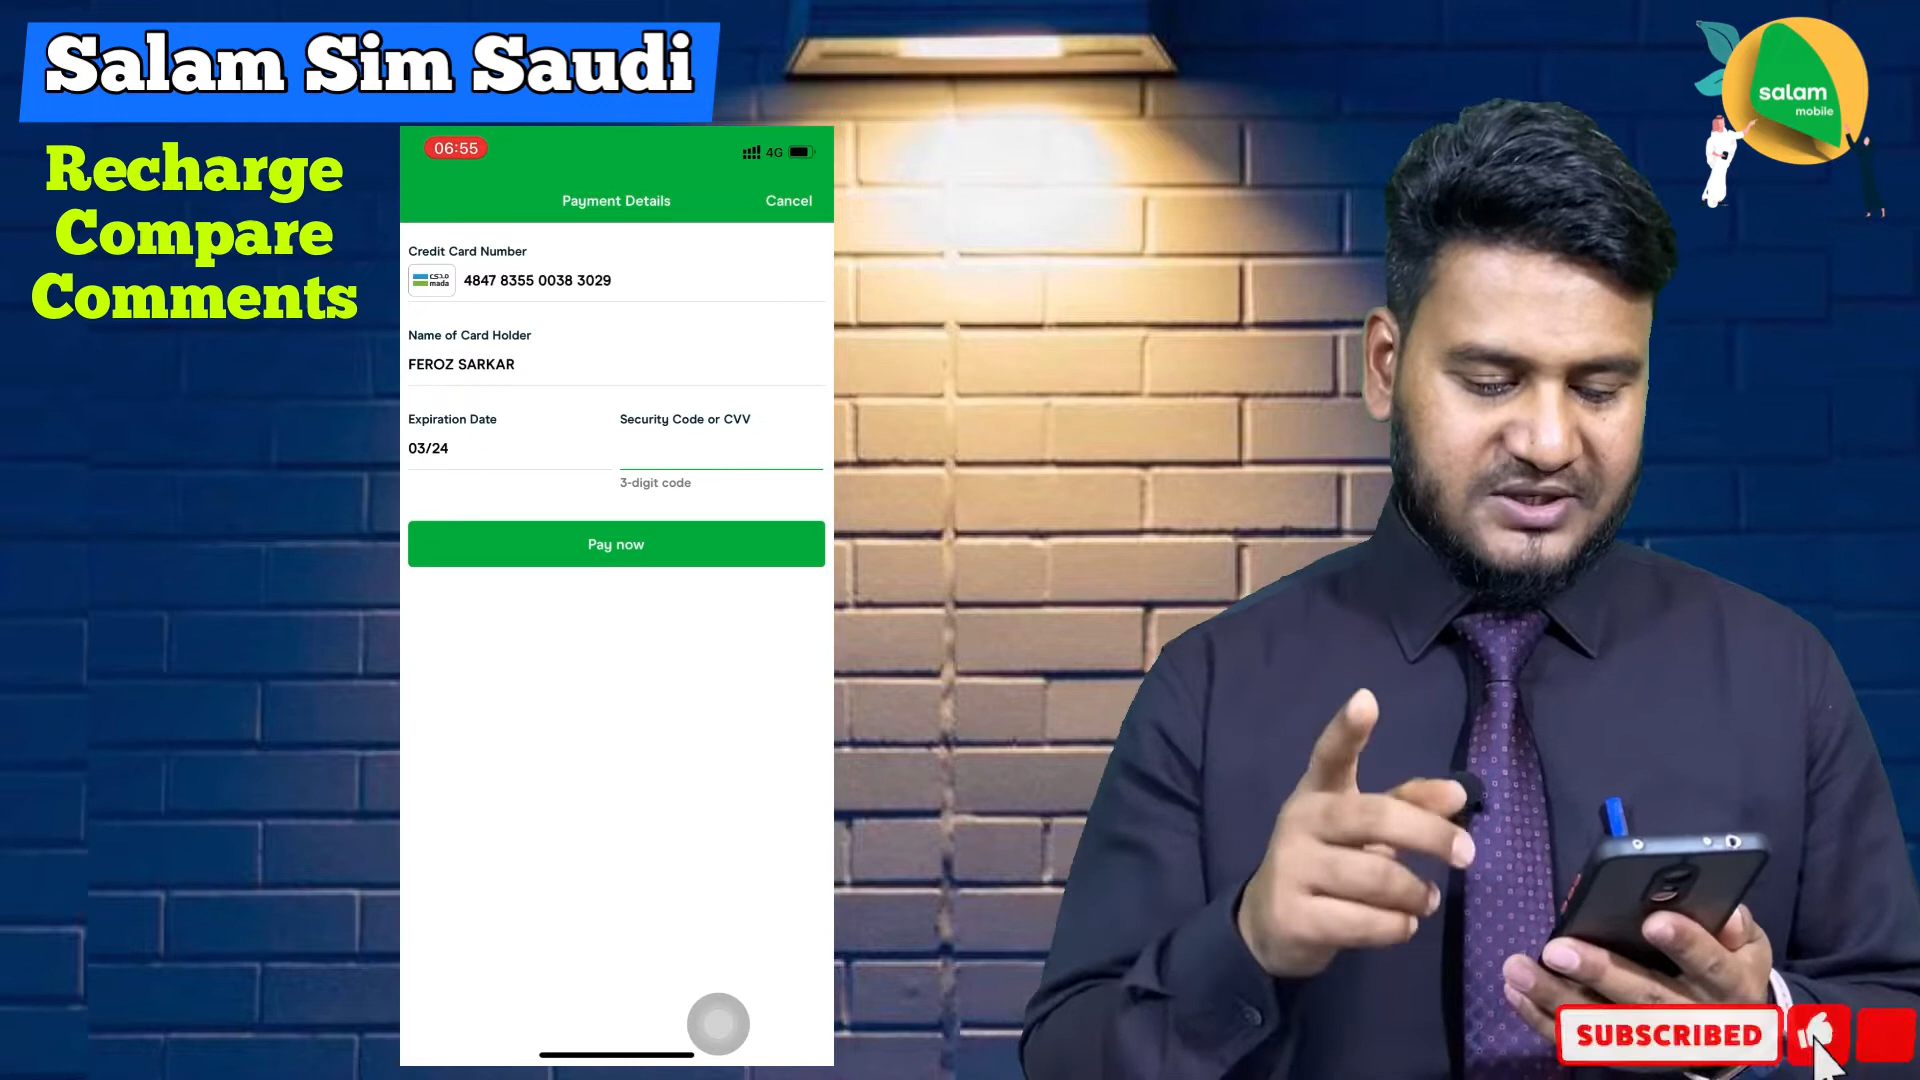 Salam Sim Saudi
Recharge
Compare
Comments
salam
mobile
06:55
4G
Payment Details
Cancel
Credit Card Number
mada
4847 8355 0038 3029
Name of Card Holder
FEROZ SARKAR
Expiration Date
Security Code or CVV
03/24
3-digit code
Pay now
SUBSCRIBED